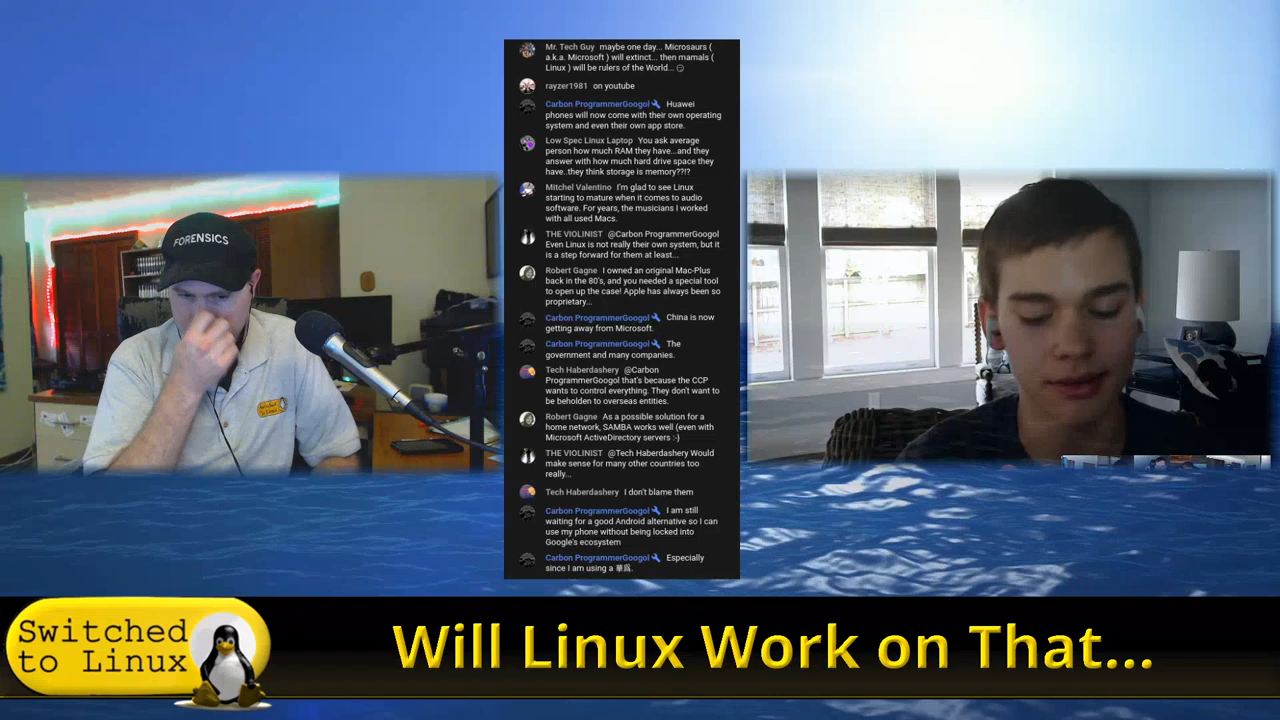 Mr. Tech Guy maybe one day... Microsaurs (
a.k.a. Microsoft ) will extinct... then mamals (
Linux ) will be rulers of the World...
rayzer1981 on youtube
Carbon ProgrammerGoogol Huawei
phones will now come with their own operating
system and even their own app store.
Low Spec Linux Laptop You ask average
person how much RAM they have...and they
answer with how much hard drive space they
have..they think storage is memory??!?
Mitchel Valentino I'm glad to see Linux
starting to mature when it comes to audio
software. For years, the musicians I worked
with all used Macs.
THE VIOLINIST @Carbon ProgrammerGoogol
Even Linux is not really their own system, but it
is a step forward for them at least...
Robert Gagne I owned an original Mac-Plus
back in the 80's, and you needed a special tool
to open up the case! Apple has always been so
proprietary...
Carbon ProgrammerGoogol China is now
getting away from Microsoft.
Carbon ProgrammerGoogol The
government and many companies.
Tech Haberdashery @Carbon
ProgrammerGoogol that's because the CCP
wants to control everything. They don't want to
be beholden to overseas entities.
Robert Gagne As a possible solution for a
home network, SAMBA works well (even with
Microsoft ActiveDirectory servers :-)
THE VIOLINIST @Tech Haberdashery Would
make sense for many other countries too
really...
Tech Haberdashery I don't blame them
Carbon ProgrammerGoogol I am still
waiting for a good Android alternative so I can
use my phone without being locked into
Google's ecosystem
Carbon ProgrammerGoogol Especially
since I am using a 華爲.
FORENSICS
Switched
to Linux
Switched
to Linux
Will Linux Work on That...